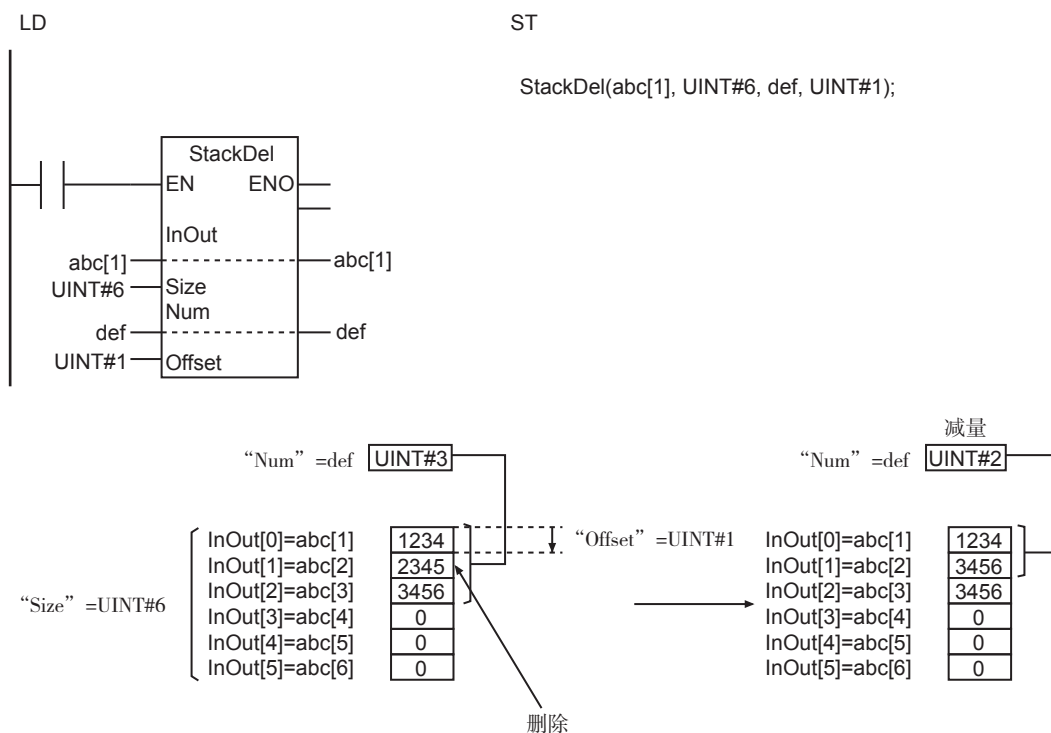 LD
ST
StackDel(abc[1], UINT#6, def, UINT#1);
StackDel
EN ENO
InOut
abc[1] abc[1]
UINT#6 Size
Num
def def
UINT#1 Offset
减量
“Num”=def UINT#3
“Num”=def UINT#2
“Size”=UINT#6
InOut[0]=abc[1] 1234
InOut[1]=abc[2] 2345
InOut[2]=abc[3] 3456
InOut[3]=abc[4] 0
InOut[4]=abc[5] 0
InOut[5]=abc[6] 0
“Offset”=UINT#1
删除
InOut[0]=abc[1] 1234
InOut[1]=abc[2] 3456
InOut[2]=abc[3] 3456
InOut[3]=abc[4] 0
InOut[4]=abc[5] 0
InOut[5]=abc[6] 0